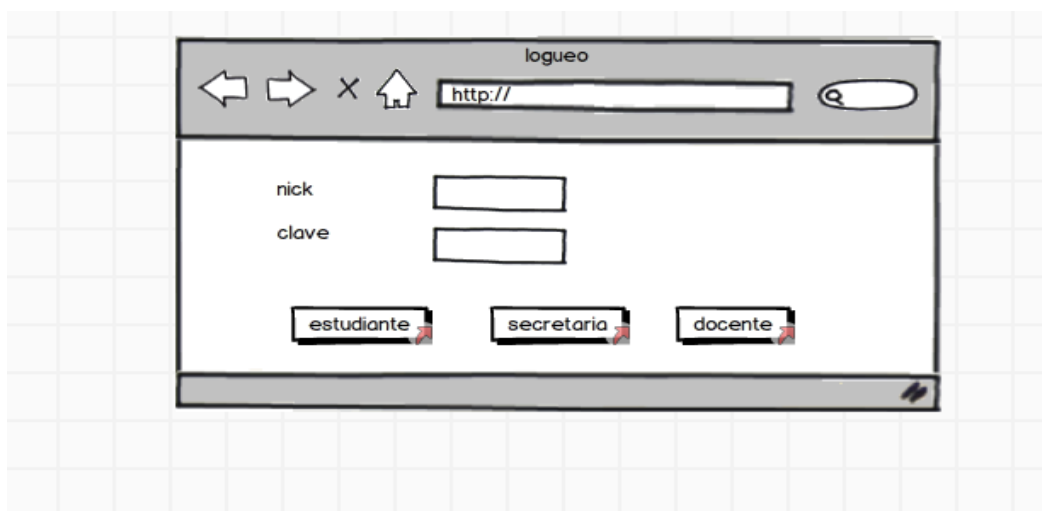 logueo
http://
nick
clave
estudiante secretaria docente